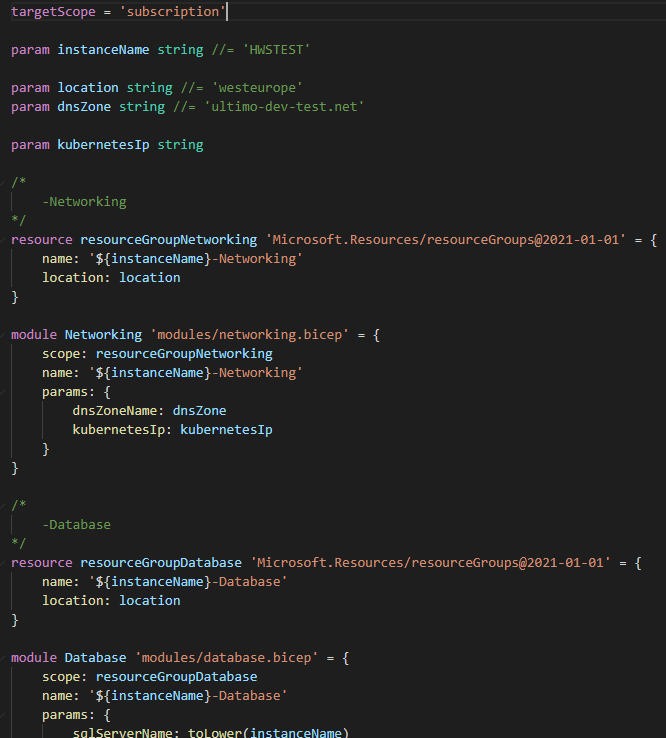 targetScope = 'subscription'
param instanceName string //= 'HWSTEST'
param location string //= 'westeurope'
param dnsZone string //= 'ultimo-dev-test.net'
param kubernetesIp string
/*
    -Networking
*/
resource resourceGroupNetworking 'Microsoft.Resources/resourceGroups@2021-01-01' = {
    name: '${instanceName}-Networking'
    location: location
}
module Networking 'modules/networking.bicep' = {
    scope: resourceGroupNetworking
    name: '${instanceName}-Networking'
    params: {
        dnsZoneName: dnsZone
        kubernetesIp: kubernetesIp
    }
}
/*
    -Database
*/
resource resourceGroupDatabase 'Microsoft.Resources/resourceGroups@2021-01-01' = {
    name: '${instanceName}-Database'
    location: location
}
module Database 'modules/database.bicep' = {
    scope: resourceGroupDatabase
    name: '${instanceName}-Database'
    params: {
        sqlServerName: toLower(instanceName)